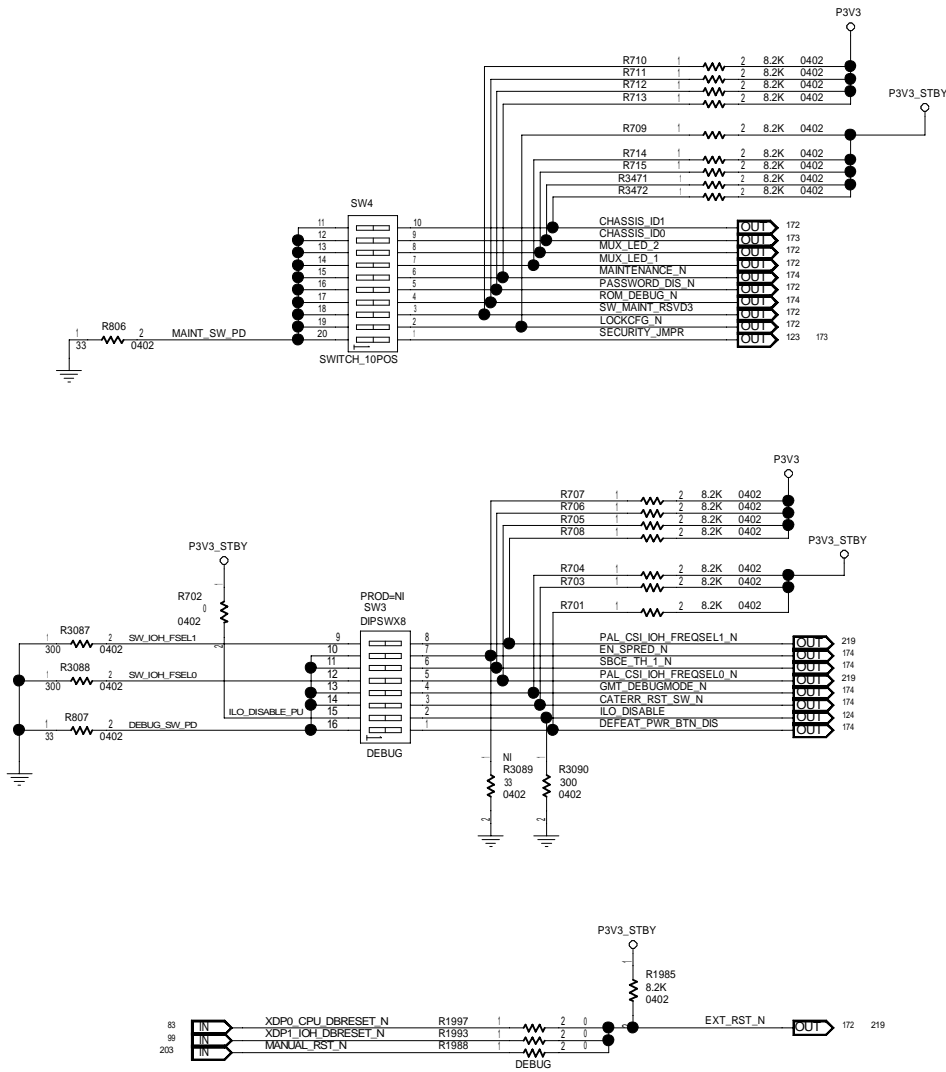 P3V3
R710 1 2 8.2K 0402
R711 1 2 8.2K 0402
R712 1 2 8.2K 0402
R713 1 2 8.2K 0402
P3V3_STBY
R709 1 2 8.2K 0402
R714 1 2 8.2K 0402
R715 1 2 8.2K 0402
R3471 1 2 8.2K 0402
R3472 1 2 8.2K 0402
SW4
11 10 CHASSIS_ID1 OUT 172
12 9 CHASSIS_ID0 OUT 173
13 8 MUX_LED_2 OUT 172
14 7 MUX_LED_1 OUT 172
15 6 MAINTENANCE_N OUT 174
16 5 PASSWORD_DIS_N OUT 172
17 4 ROM_DEBUG_N OUT 174
18 3 SW_MAINT_RSVD3 OUT 172
19 2 LOCKCFG_N OUT 172
20 1 SECURITY_JMPR OUT 123 173
1 R806 2 MAINT_SW_PD
33 0402
SWITCH_10POS
P3V3
R707 1 2 8.2K 0402
R706 1 2 8.2K 0402
R705 1 2 8.2K 0402
R708 1 2 8.2K 0402
P3V3_STBY
P3V3_STBY
R704 1 2 8.2K 0402
R703 1 2 8.2K 0402
R701 1 2 8.2K 0402
1
R702
0
0402
2
PROD=NI
SW3
DIPSWX8
1 R3087 2 SW_IOH_FSEL1
300 0402
1 R3088 2 SW_IOH_FSEL0
300 0402
1 R807 2 DEBUG_SW_PD
33 0402
ILO_DISABLE_PU
9 8 PAL_CSI_IOH_FREQSEL1_N OUT 219
10 7 EN_SPRED_N OUT 174
11 6 SBCE_TH_1_N OUT 174
12 5 PAL_CSI_IOH_FREQSEL0_N OUT 219
13 4 GMT_DEBUGMODE_N OUT 174
14 3 CATERR_RST_SW_N OUT 174
15 2 ILO_DISABLE OUT 124
16 1 DEFEAT_PWR_BTN_DIS OUT 174
DEBUG
NI
R3089
33
0402
2
R3090
300
0402
2
P3V3_STBY
1
R1985
8.2K
0402
2
83 IN XDP0_CPU_DBRESET_N R1997 1 2 0
99 IN XDP1_IOH_DBRESET_N R1993 1 2 0
203 IN MANUAL_RST_N R1988 1 2 0
DEBUG
EXT_RST_N OUT 172 219